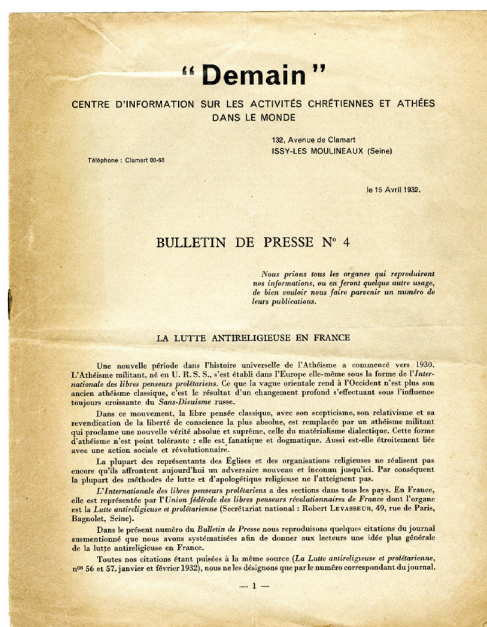 “ Demain ”
CENTRE D'INFORMATION SUR LES ACTIVITÉS CHRÉTIENNES ET ATHÉES
DANS LE MONDE
132, Avenue de Clamart
ISSY-LES MOULINEAUX (Seine)
Téléphone : Clamart 00-63
le 15 Avril 1932.
BULLETIN DE PRESSE Nº 4
Nous prions tous les organes qui reproduiront
nos informations, ou en feront quelque autre usage,
de bien vouloir nous faire parvenir un numéro de
leurs publications.
LA LUTTE ANTIRELIGIEUSE EN FRANCE
Une nouvelle période dans l'histoire universelle de l'Athéisme a commencé vers 1930.
L'Athéisme militant, né en U. R. S. S., s'est établi dans l'Europe elle-même sous la forme de l'Inter-
nationale des libres penseurs prolétariens. Ce que la vague orientale rend à l'Occident n'est plus son
ancien athéisme classique, c'est le résultat d'un changement profond s'effectuant sous l'influence
toujours croissante du Sans-Dieuisme russe.
Dans ce mouvement, la libre pensée classique, avec son scepticisme, son relativisme et sa
revendication de la liberté de conscience la plus absolue, est remplacée par un athéisme militant
qui proclame une nouvelle vérité absolue et suprême, celle du matérialisme dialectique. Cette forme
d'athéisme n'est point tolérante : elle est fanatique et dogmatique. Aussi est-elle étroitement liée
avec une action sociale et révolutionnaire.
La plupart des représentants des Eglises et des organisations religieuses ne réalisent pas
encore qu'ils affrontent aujourd'hui un adversaire nouveau et inconnu jusqu'ici. Par conséquent
la plupart des méthodes de lutte et d'apologétique religieuse ne l'atteignent pas.
L'Internationale des libres penseurs prolétariens a des sections dans tous les pays. En France,
elle est représentée par l'Union fédérale des libres penseurs révolutionnaires de France dont l'organe
est la Lutte antireligieuse et prolétarienne (Secrétariat national : Robert LEVASSEUR, 49, rue de Paris,
Bagnolet, Seine).
Dans le présent numéro du Bulletin de Presse nous reproduisons quelques citations du journal
susmentionné que nous avons systématisées afin de donner aux lecteurs une idée plus générale
de la lutte antireligieuse en France.
Toutes nos citations étant puisées à la même source (La Lutte antireligieuse et prolétarienne,
nos 56 et 57, janvier et février 1932), nous ne les désignons que par le numéro correspondant du journal.
— 1 —